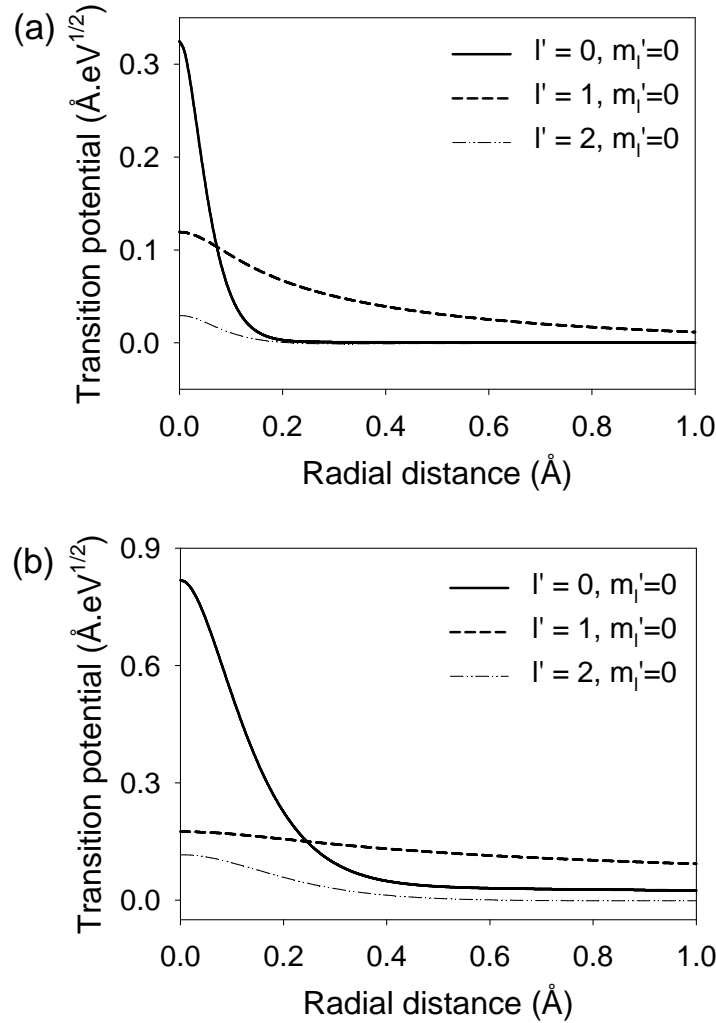 (a)
Transition potential (Å.eV^1/2)
0.3
0.2
0.1
0.0
l' = 0, m_l'=0
l' = 1, m_l'=0
l' = 2, m_l'=0
0.0 0.2 0.4 0.6 0.8 1.0
Radial distance (Å)
(b)
Transition potential (Å.eV^1/2)
0.9
0.6
0.3
0.0
l' = 0, m_l'=0
l' = 1, m_l'=0
l' = 2, m_l'=0
0.0 0.2 0.4 0.6 0.8 1.0
Radial distance (Å)